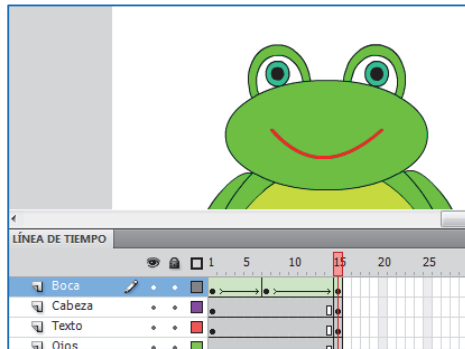 LÍNEA DE TIEMPO
1 5 10 15 20 25
Boca
Cabeza
Texto
Ojos